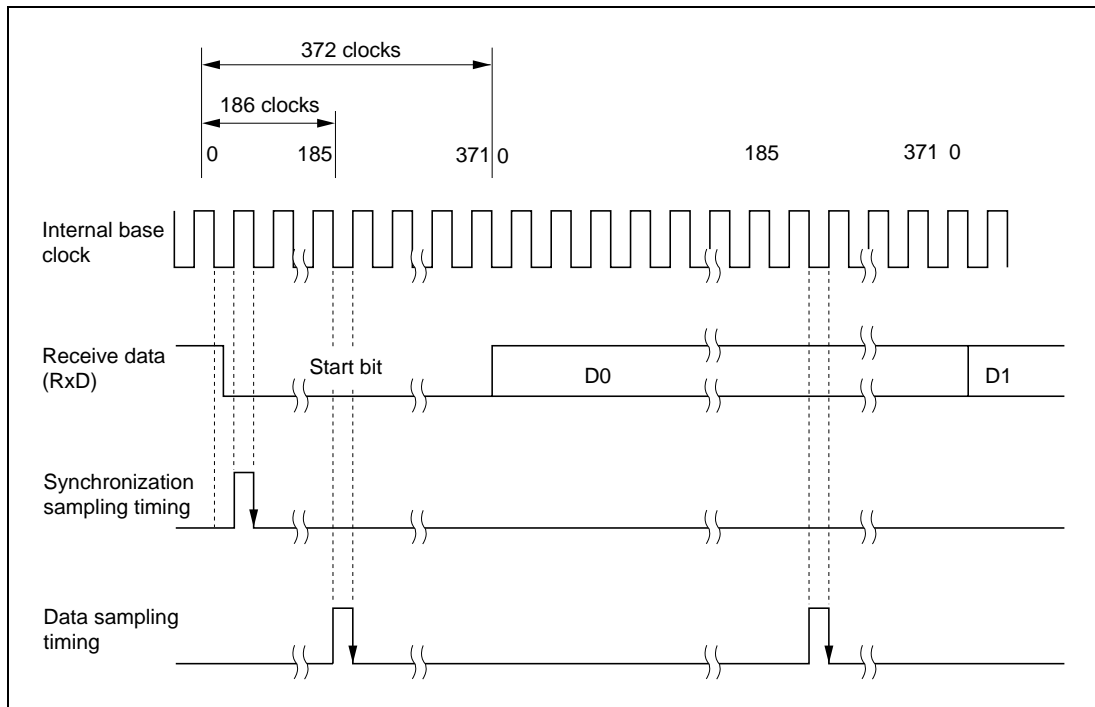 372 clocks
186 clocks
0 185 371 0 185 371 0
Internal base
clock
Receive data
(RxD)
Start bit D0 D1
Synchronization
sampling timing
Data sampling
timing